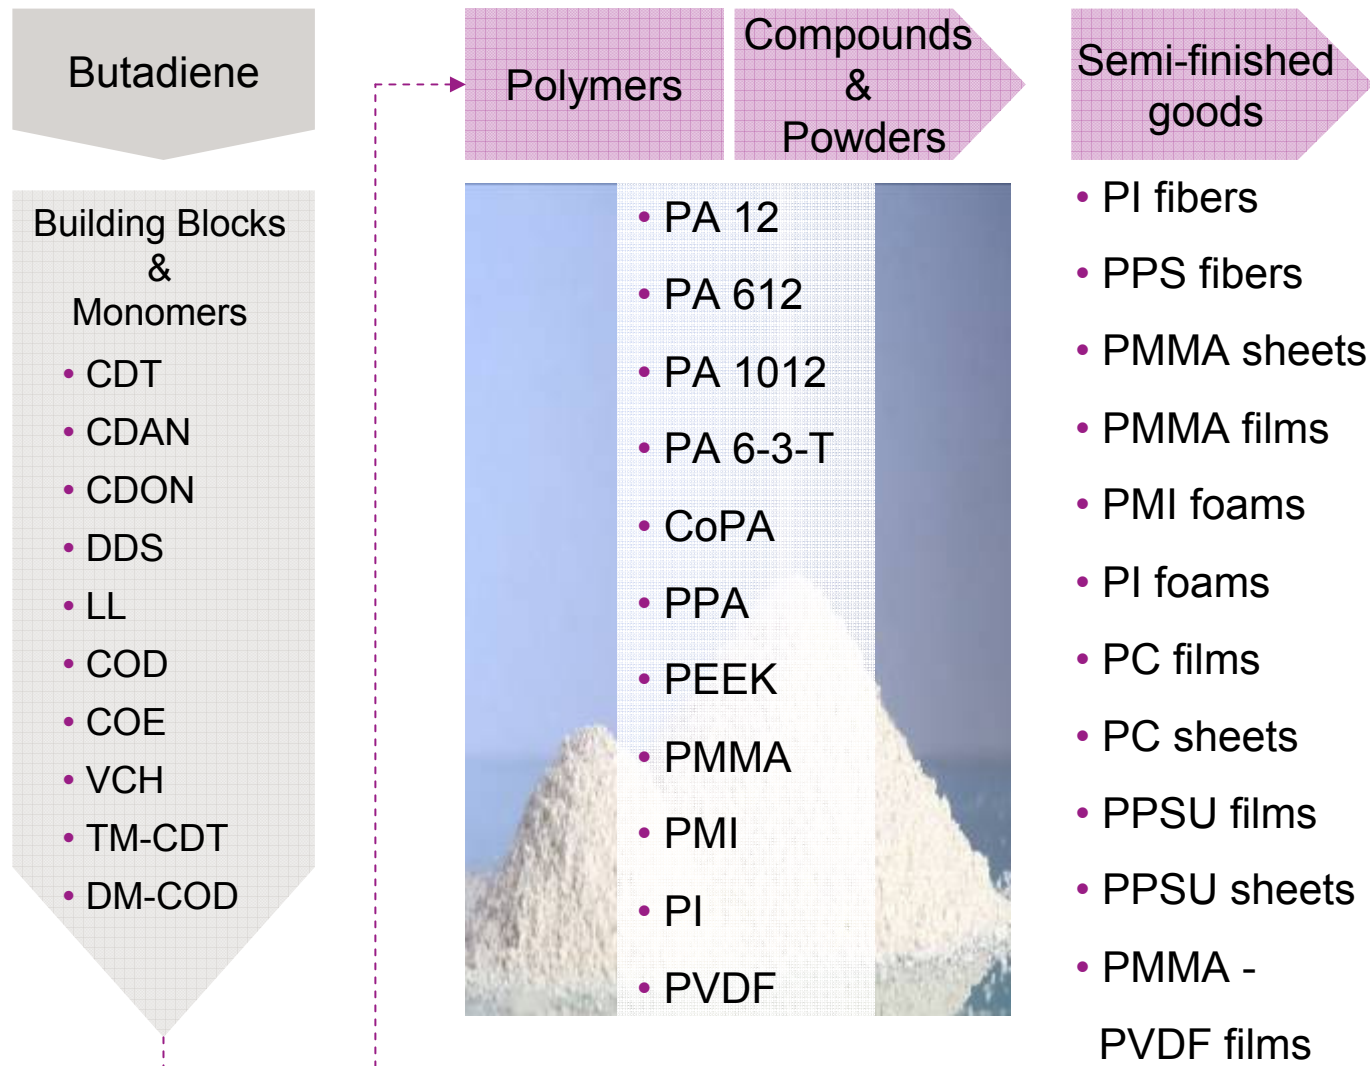 Butadiene
Building Blocks
&
Monomers
• CDT
• CDAN
• CDON
• DDS
• LL
• COD
• COE
• VCH
• TM-CDT
• DM-COD
Polymers
Compounds
&
Powders
• PA 12
• PA 612
• PA 1012
• PA 6-3-T
• CoPA
• PPA
• PEEK
• PMMA
• PMI
• PI
• PVDF
Semi-finished
goods
• PI fibers
• PPS fibers
• PMMA sheets
• PMMA films
• PMI foams
• PI foams
• PC films
• PC sheets
• PPSU films
• PPSU sheets
• PMMA -
PVDF films